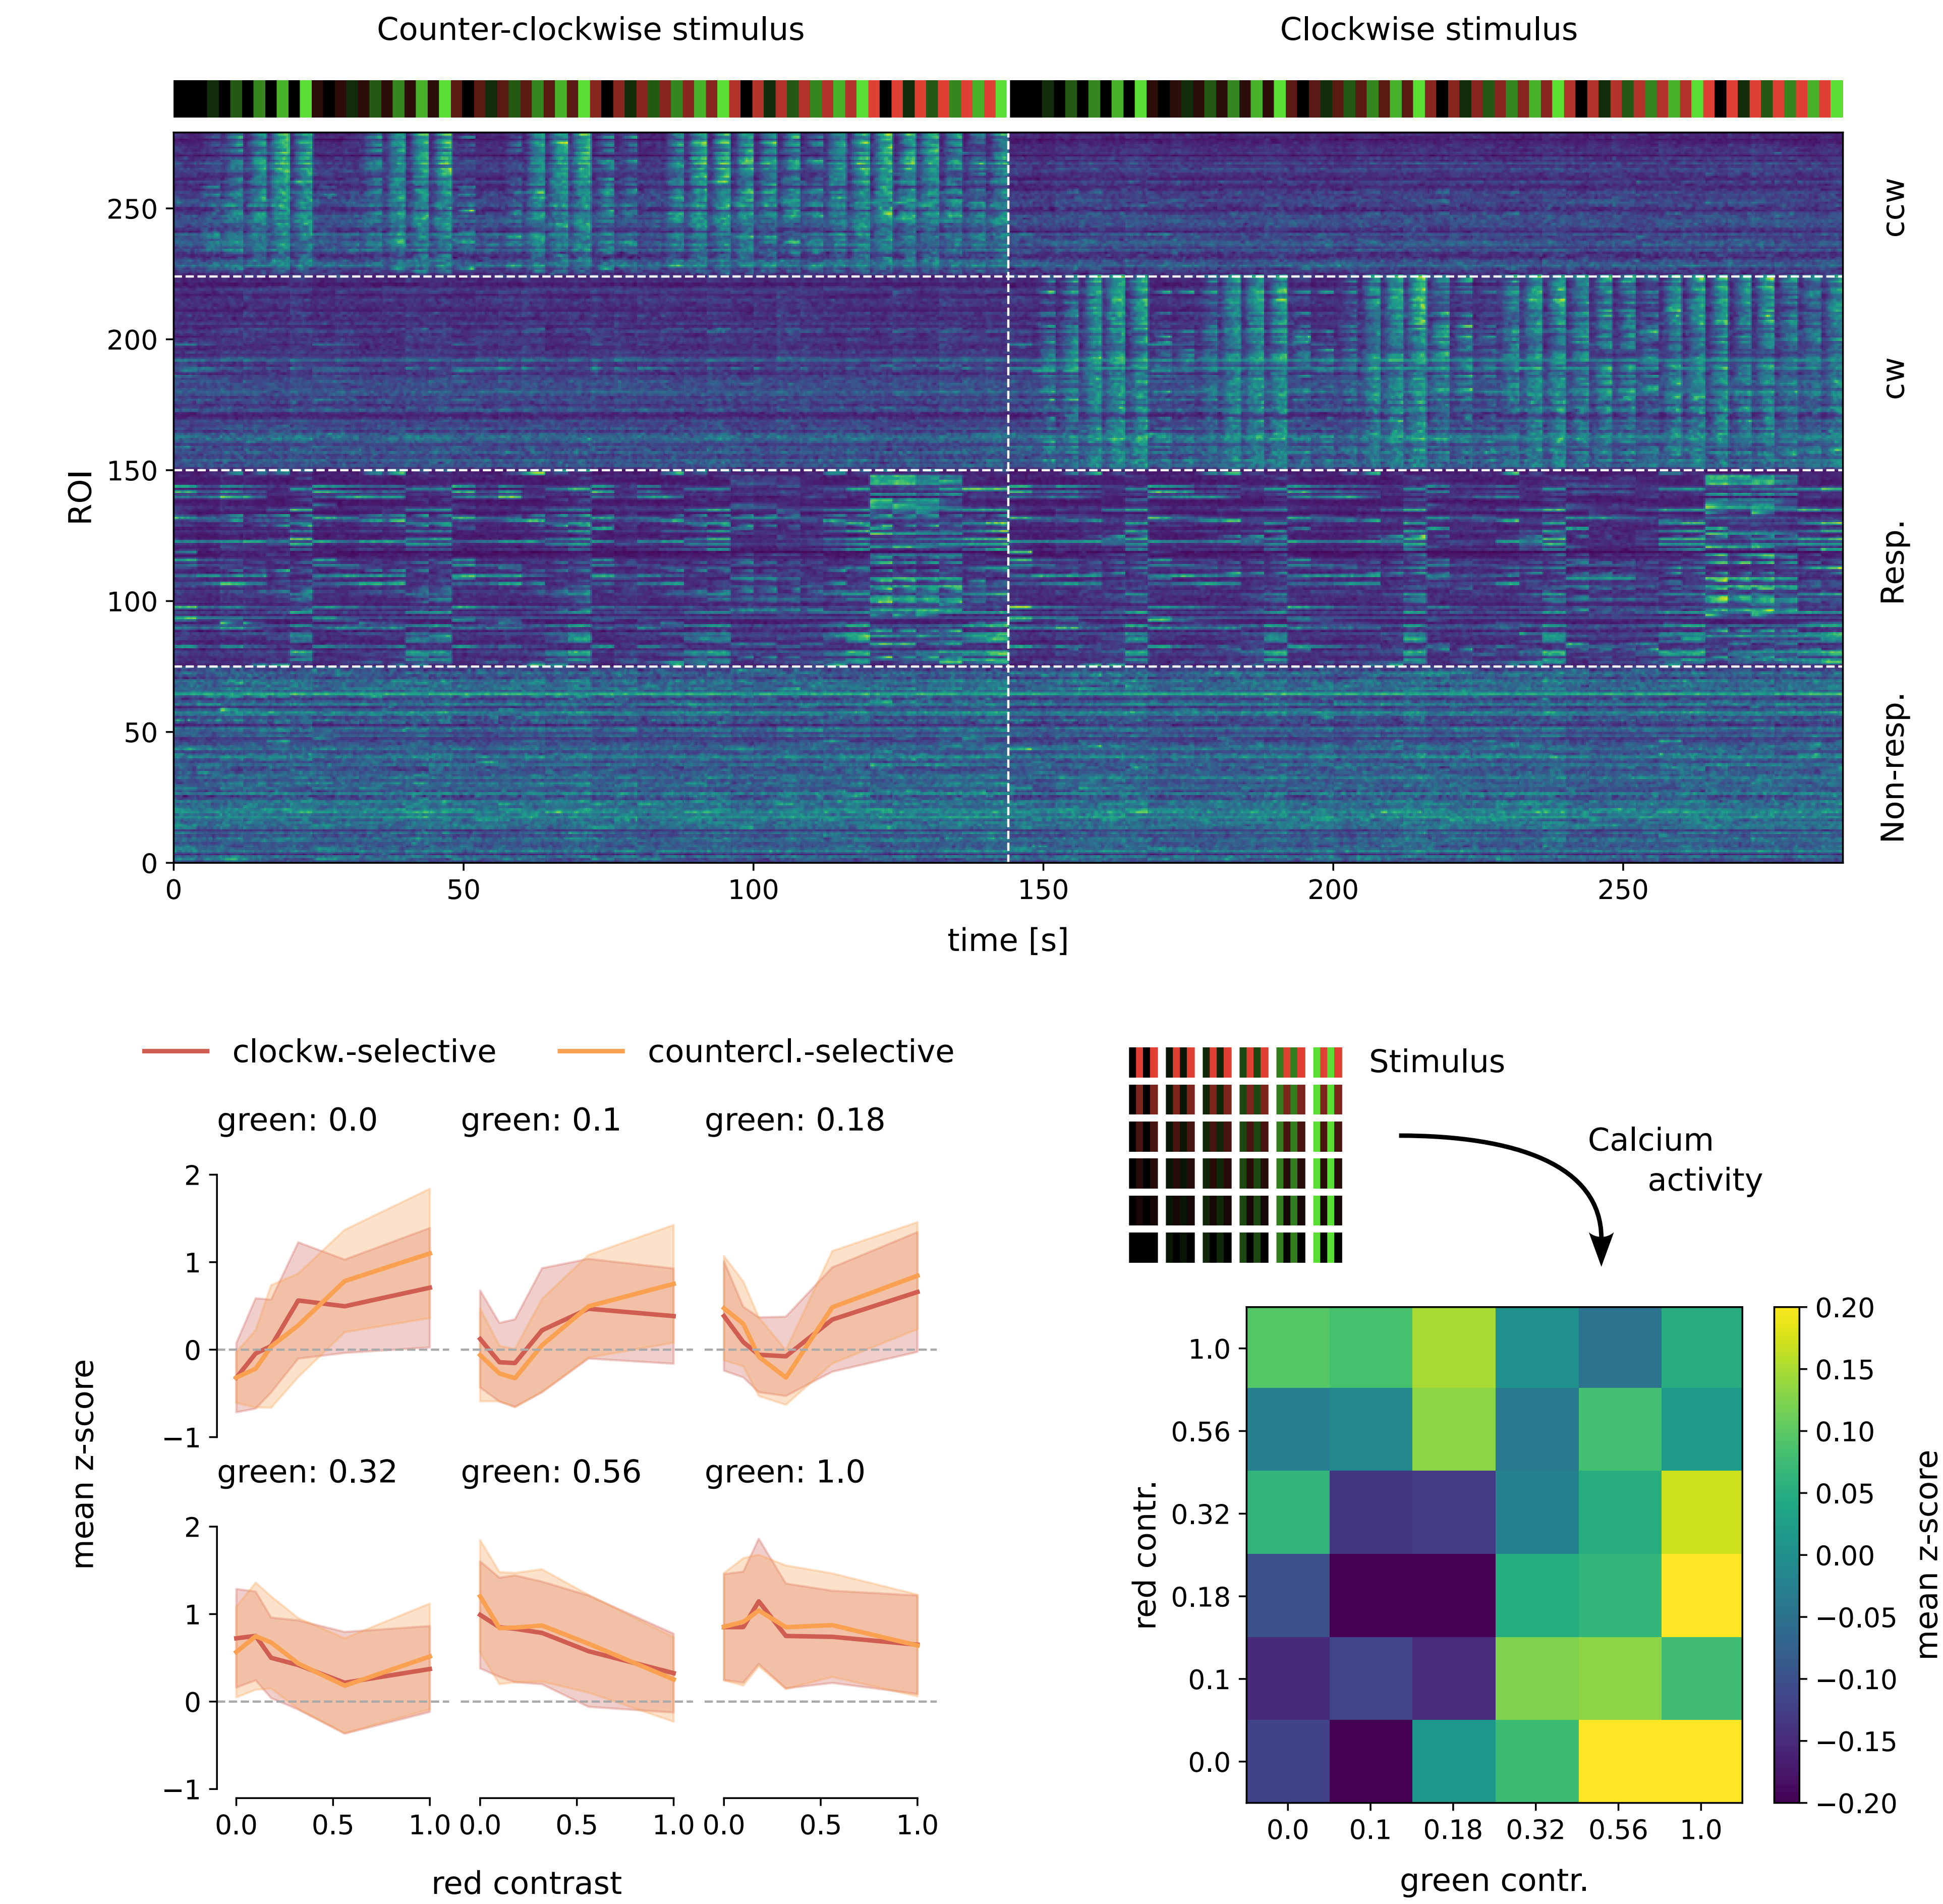 Counter-clockwise stimulus
Clockwise stimulus
ROI
250
200
150
100
50
0
ccw
cw
Resp.
Non-resp.
0
50
100
150
200
250
time [s]
clockw.-selective
countercl.-selective
green: 0.0
green: 0.1
green: 0.18
2
1
0
−1
mean z-score
green: 0.32
green: 0.56
green: 1.0
2
1
0
−1
0.0
0.5
1.0
0.0
0.5
1.0
0.0
0.5
1.0
red contrast
Stimulus
Calcium
activity
red contr.
1.0
0.56
0.32
0.18
0.1
0.0
0.0
0.1
0.18
0.32
0.56
1.0
green contr.
0.20
0.15
0.10
0.05
0.00
−0.05
−0.10
−0.15
−0.20
mean z-score